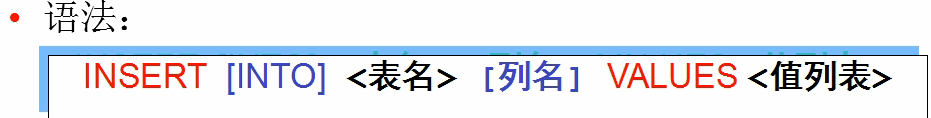 • 语法：
INSERT [INTO] <表名> [列名] VALUES <值列表>